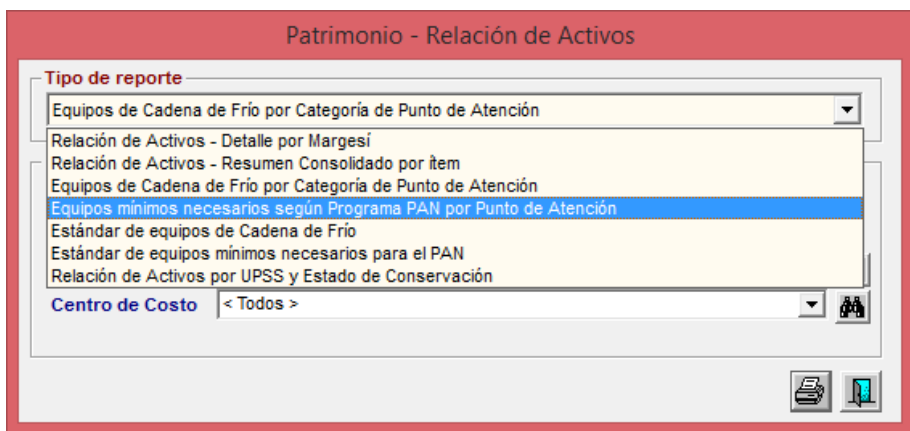 Patrimonio - Relación de Activos
Tipo de reporte
Equipos de Cadena de Frío por Categoría de Punto de Atención
Relación de Activos - Detalle por Margesí
Relación de Activos - Resumen Consolidado por ítem
Equipos de Cadena de Frío por Categoría de Punto de Atención
Equipos mínimos necesarios según Programa PAN por Punto de Atención
Estándar de equipos de Cadena de Frío
Estándar de equipos mínimos necesarios para el PAN
Relación de Activos por UPSS y Estado de Conservación
Centro de Costo < Todos >